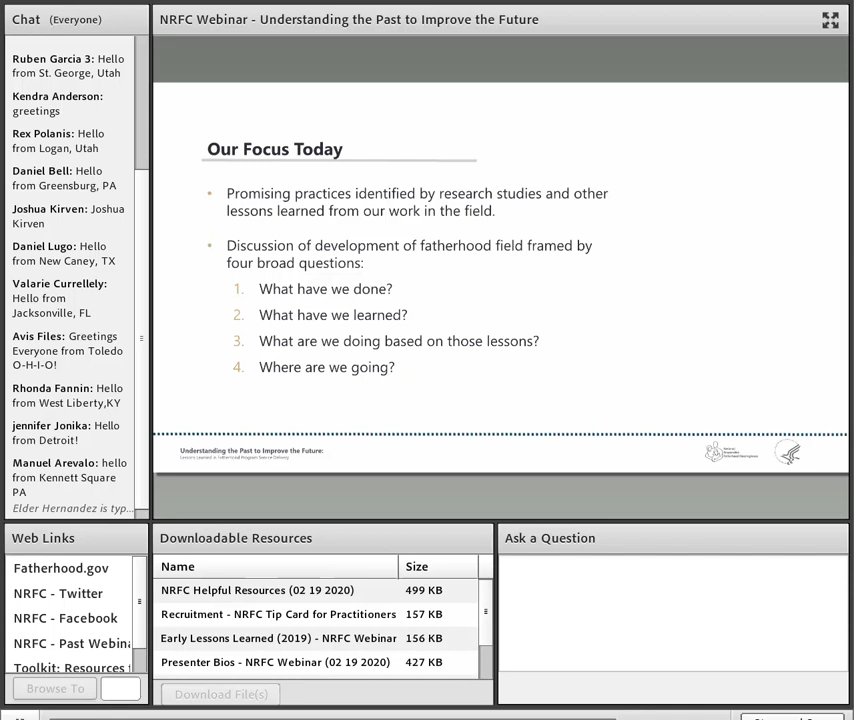 Chat (Everyone)
Ruben Garcia 3: Hello
from St. George, Utah
Kendra Anderson:
greetings
Rex Polanis: Hello
from Logan, Utah
Daniel Bell: Hello
from Greensburg, PA
Joshua Kirven: Joshua
Kirven
Daniel Lugo: Hello
from New Caney, TX
Valarie Currellely:
Hello from
Jacksonville, FL
Avis Files: Greetings
Everyone from Toledo
O-H-I-O!
Rhonda Fannin: Hello
from West Liberty,KY
jennifer Jonika: Hello
from Detroit!
Manuel Arevalo: hello
from Kennett Square
PA
Elder Hernandez is typ...
NRFC Webinar - Understanding the Past to Improve the Future
Our Focus Today
• Promising practices identified by research studies and other
lessons learned from our work in the field.
• Discussion of development of fatherhood field framed by
four broad questions:
1. What have we done?
2. What have we learned?
3. What are we doing based on those lessons?
4. Where are we going?
Understanding the Past to Improve the Future:
Lessons Learned in Fatherhood Program Service Delivery
Web Links
Fatherhood.gov
NRFC - Twitter
NRFC - Facebook
NRFC - Past Webina
Toolkit: Resources
Browse To
Downloadable Resources
Name Size
NRFC Helpful Resources (02 19 2020) 499 KB
Recruitment - NRFC Tip Card for Practitioners 157 KB
Early Lessons Learned (2019) - NRFC Webinar 156 KB
Presenter Bios - NRFC Webinar (02 19 2020) 427 KB
Download File(s)
Ask a Question